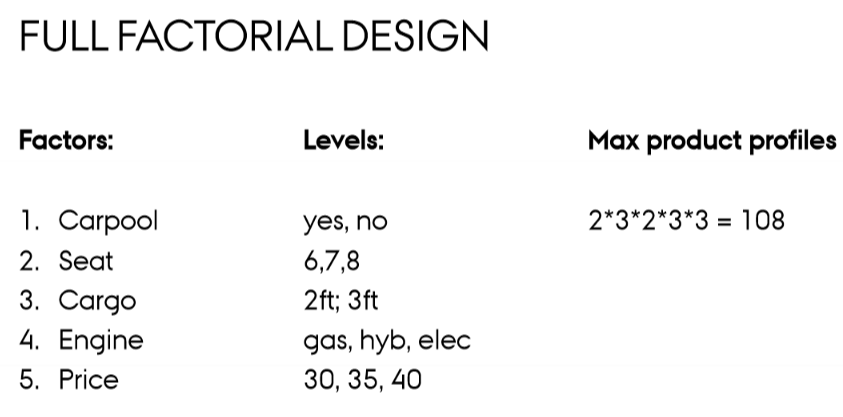 FULL FACTORIAL DESIGN
Factors: Levels: Max product profiles
1. Carpool yes, no 2*3*2*3*3 = 108
2. Seat 6,7,8
3. Cargo 2ft; 3ft
4. Engine gas, hyb, elec
5. Price 30, 35, 40